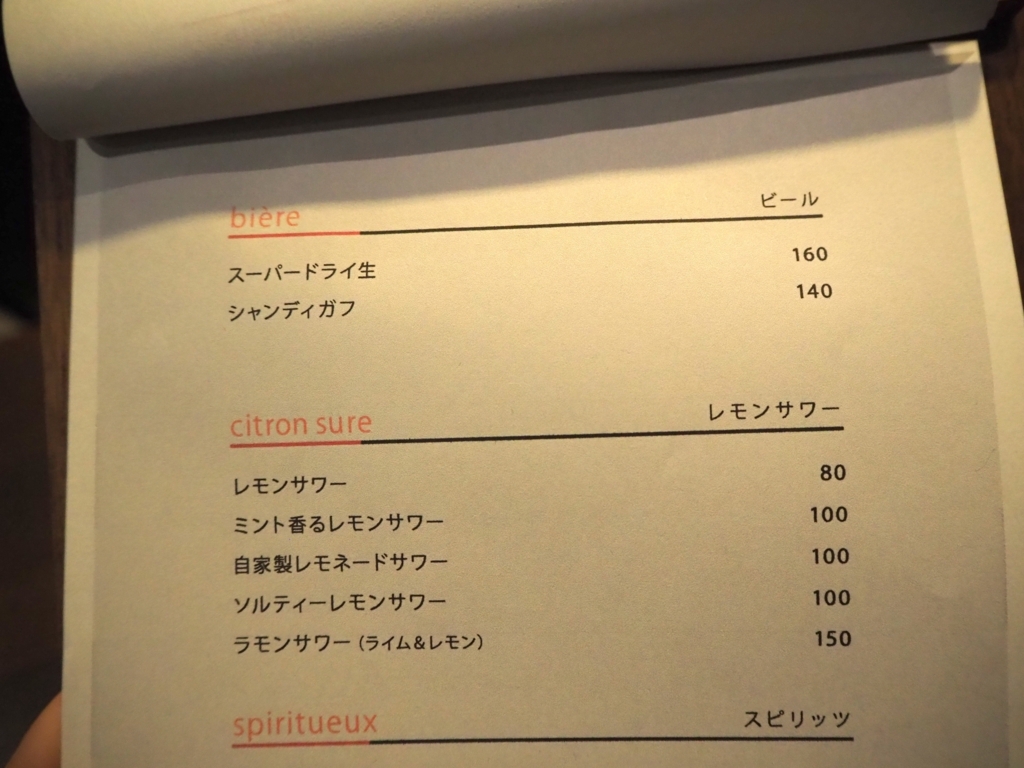 bière ビール
スーパードライ生 160
シャンディガフ 140
citron sure レモンサワー
レモンサワー 80
ミント香るレモンサワー 100
自家製レモネードサワー 100
ソルティーレモンサワー 100
ラモンサワー（ライム&レモン） 150
spiritueux スピリッツ